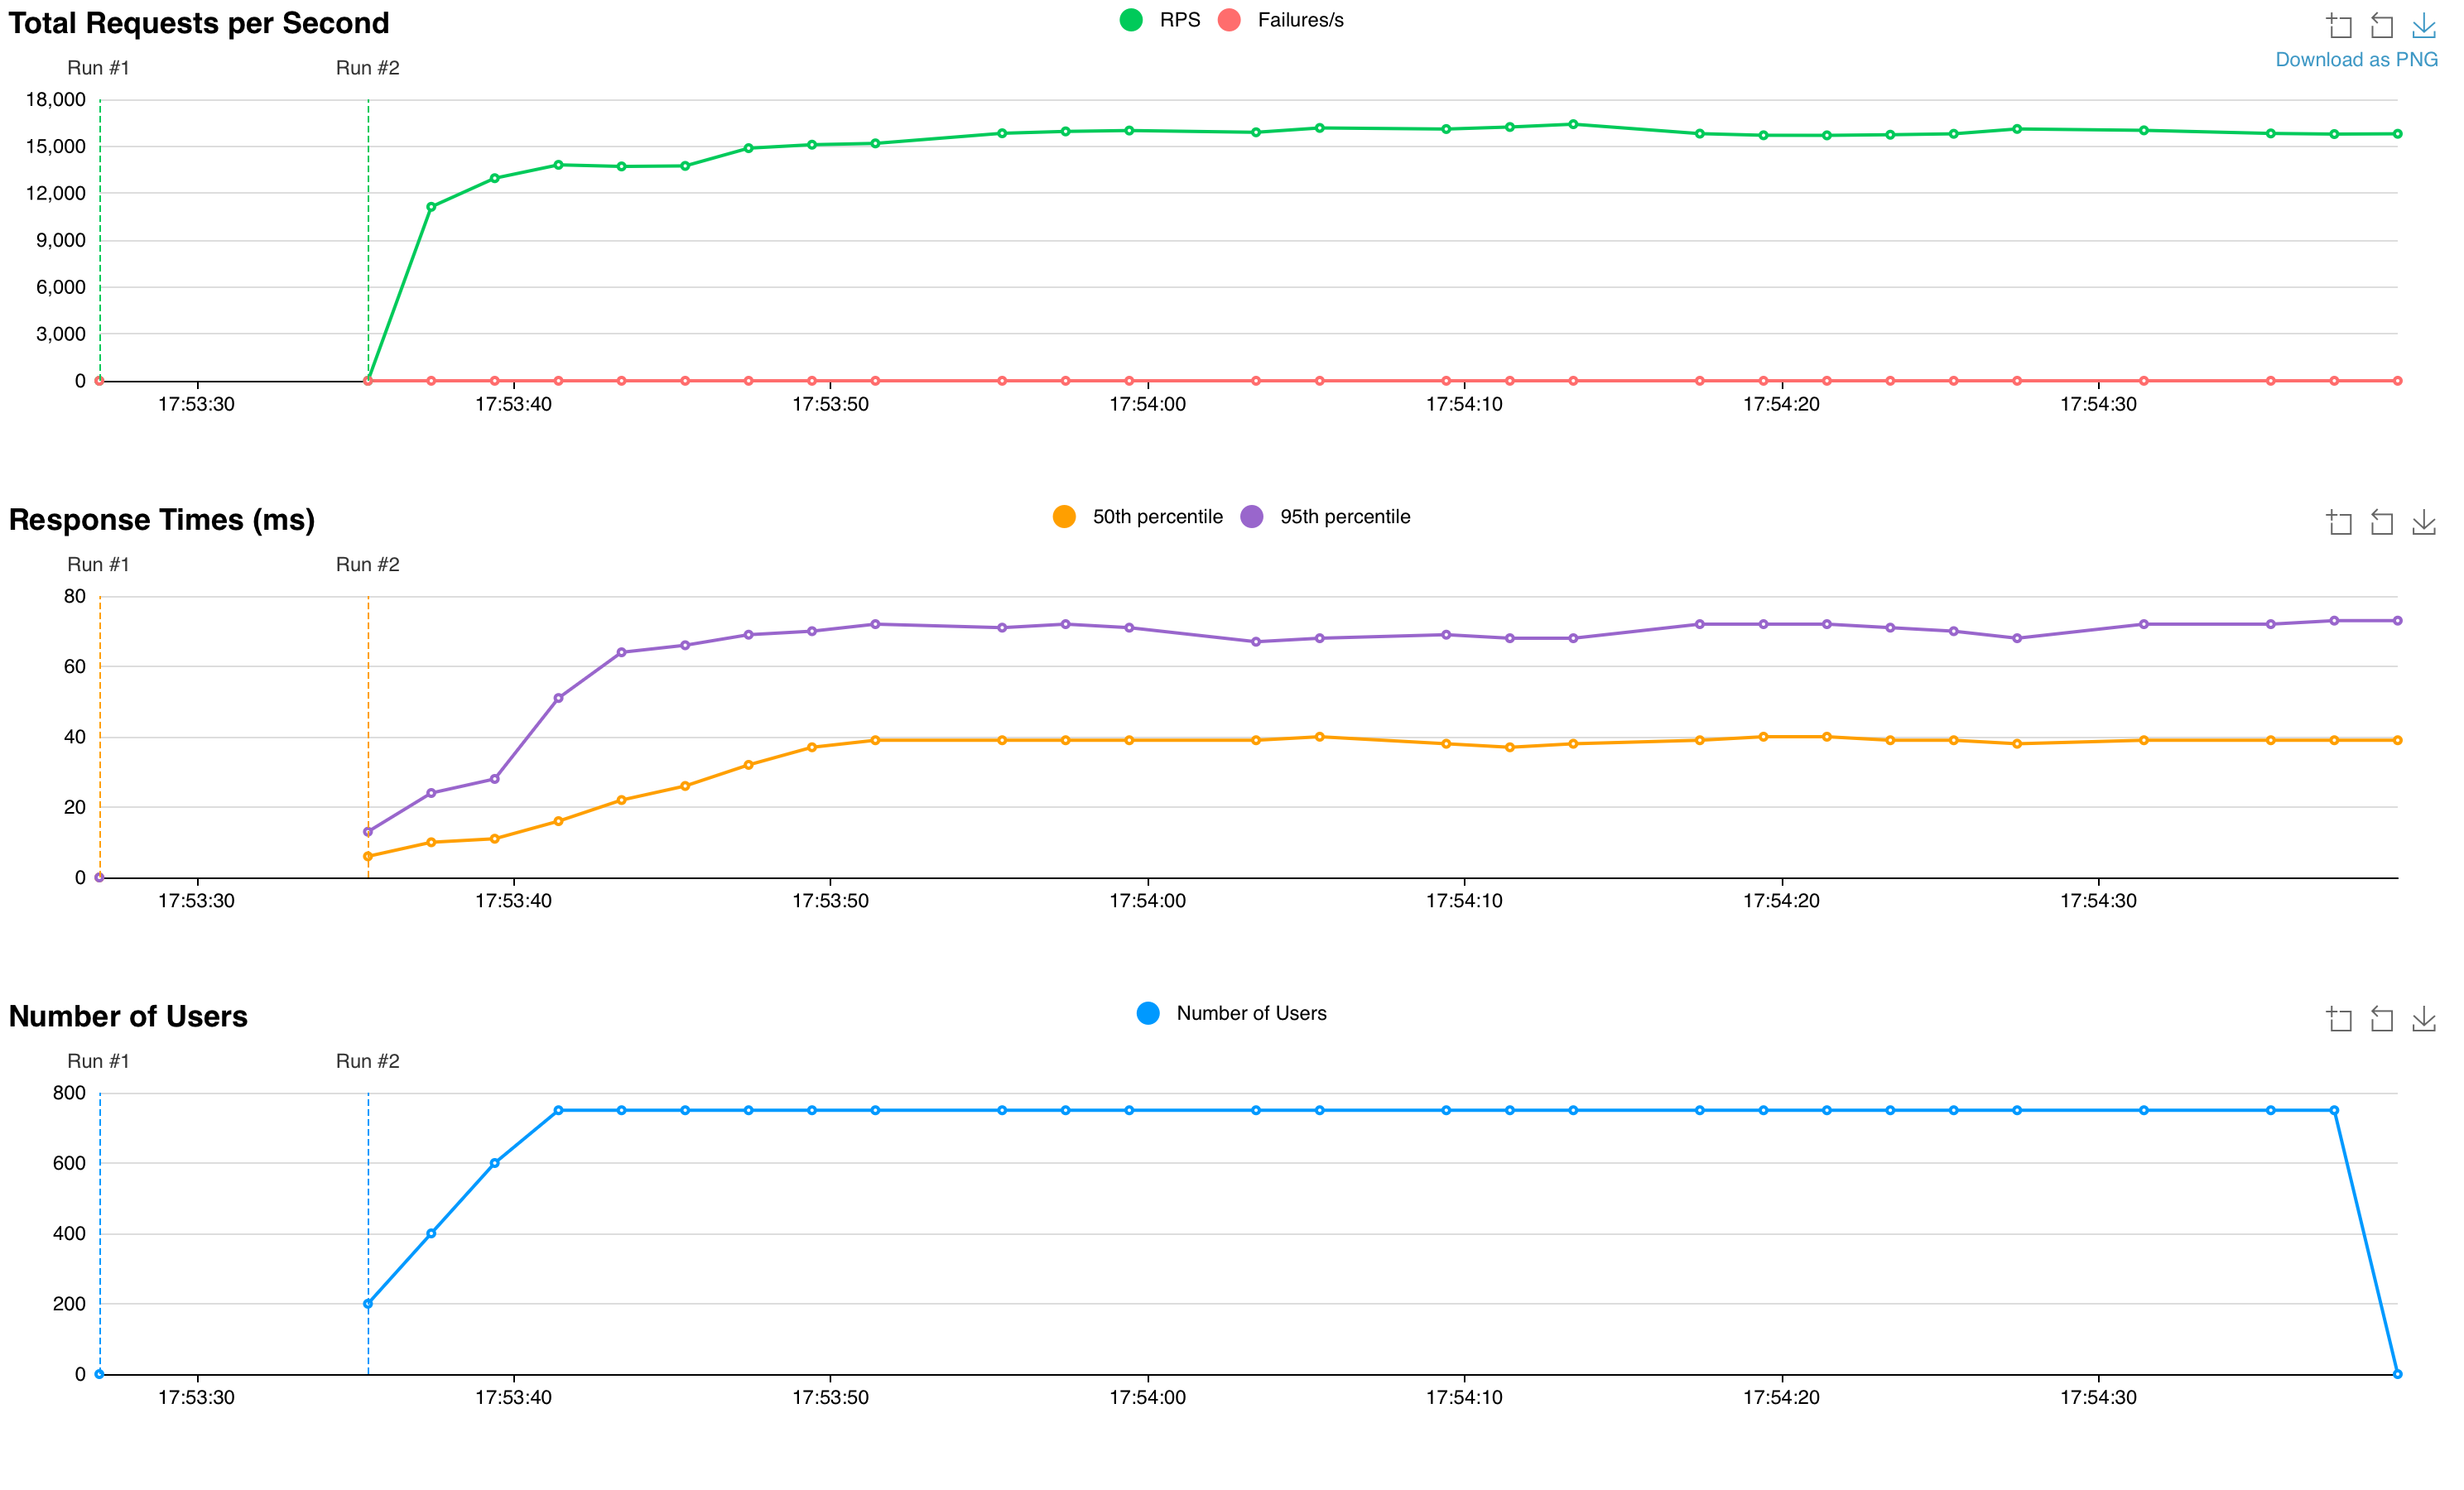 Total Requests per Second
RPS Failures/s
Download as PNG
Run #1 Run #2
18,000
15,000
12,000
9,000
6,000
3,000
0
17:53:30 17:53:40 17:53:50 17:54:00 17:54:10 17:54:20 17:54:30
Response Times (ms)
50th percentile 95th percentile
Run #1 Run #2
80
60
40
20
0
17:53:30 17:53:40 17:53:50 17:54:00 17:54:10 17:54:20 17:54:30
Number of Users
Number of Users
Run #1 Run #2
800
600
400
200
0
17:53:30 17:53:40 17:53:50 17:54:00 17:54:10 17:54:20 17:54:30